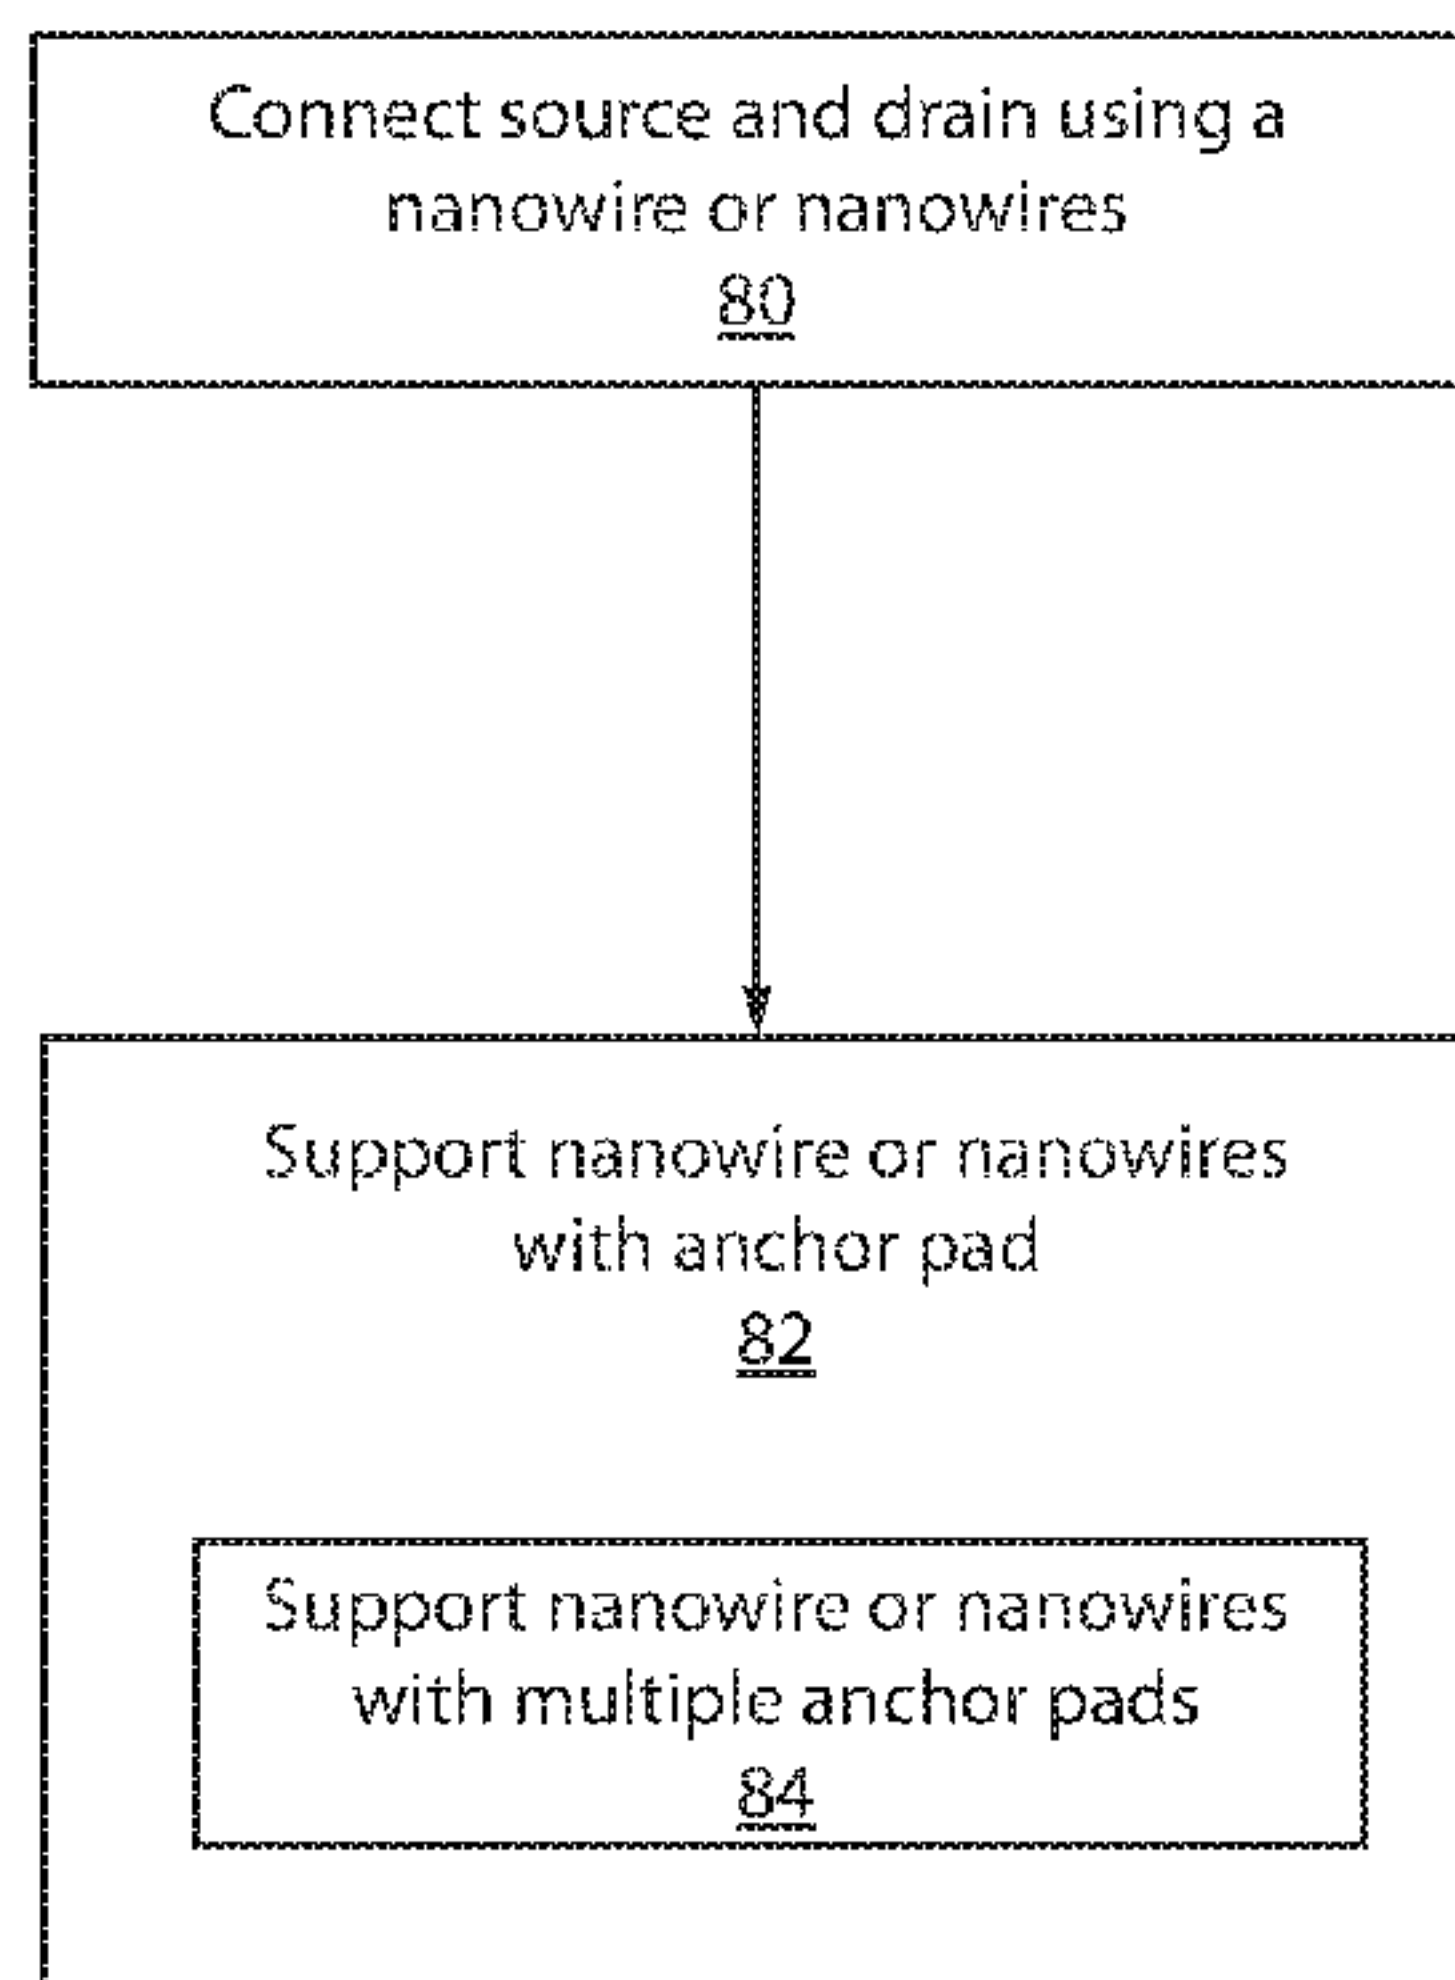 Connect source and drain using a
nanowire or nanowires
80
Support nanowire or nanowires
with anchor pad
82
Support nanowire or nanowires
with multiple anchor pads
84